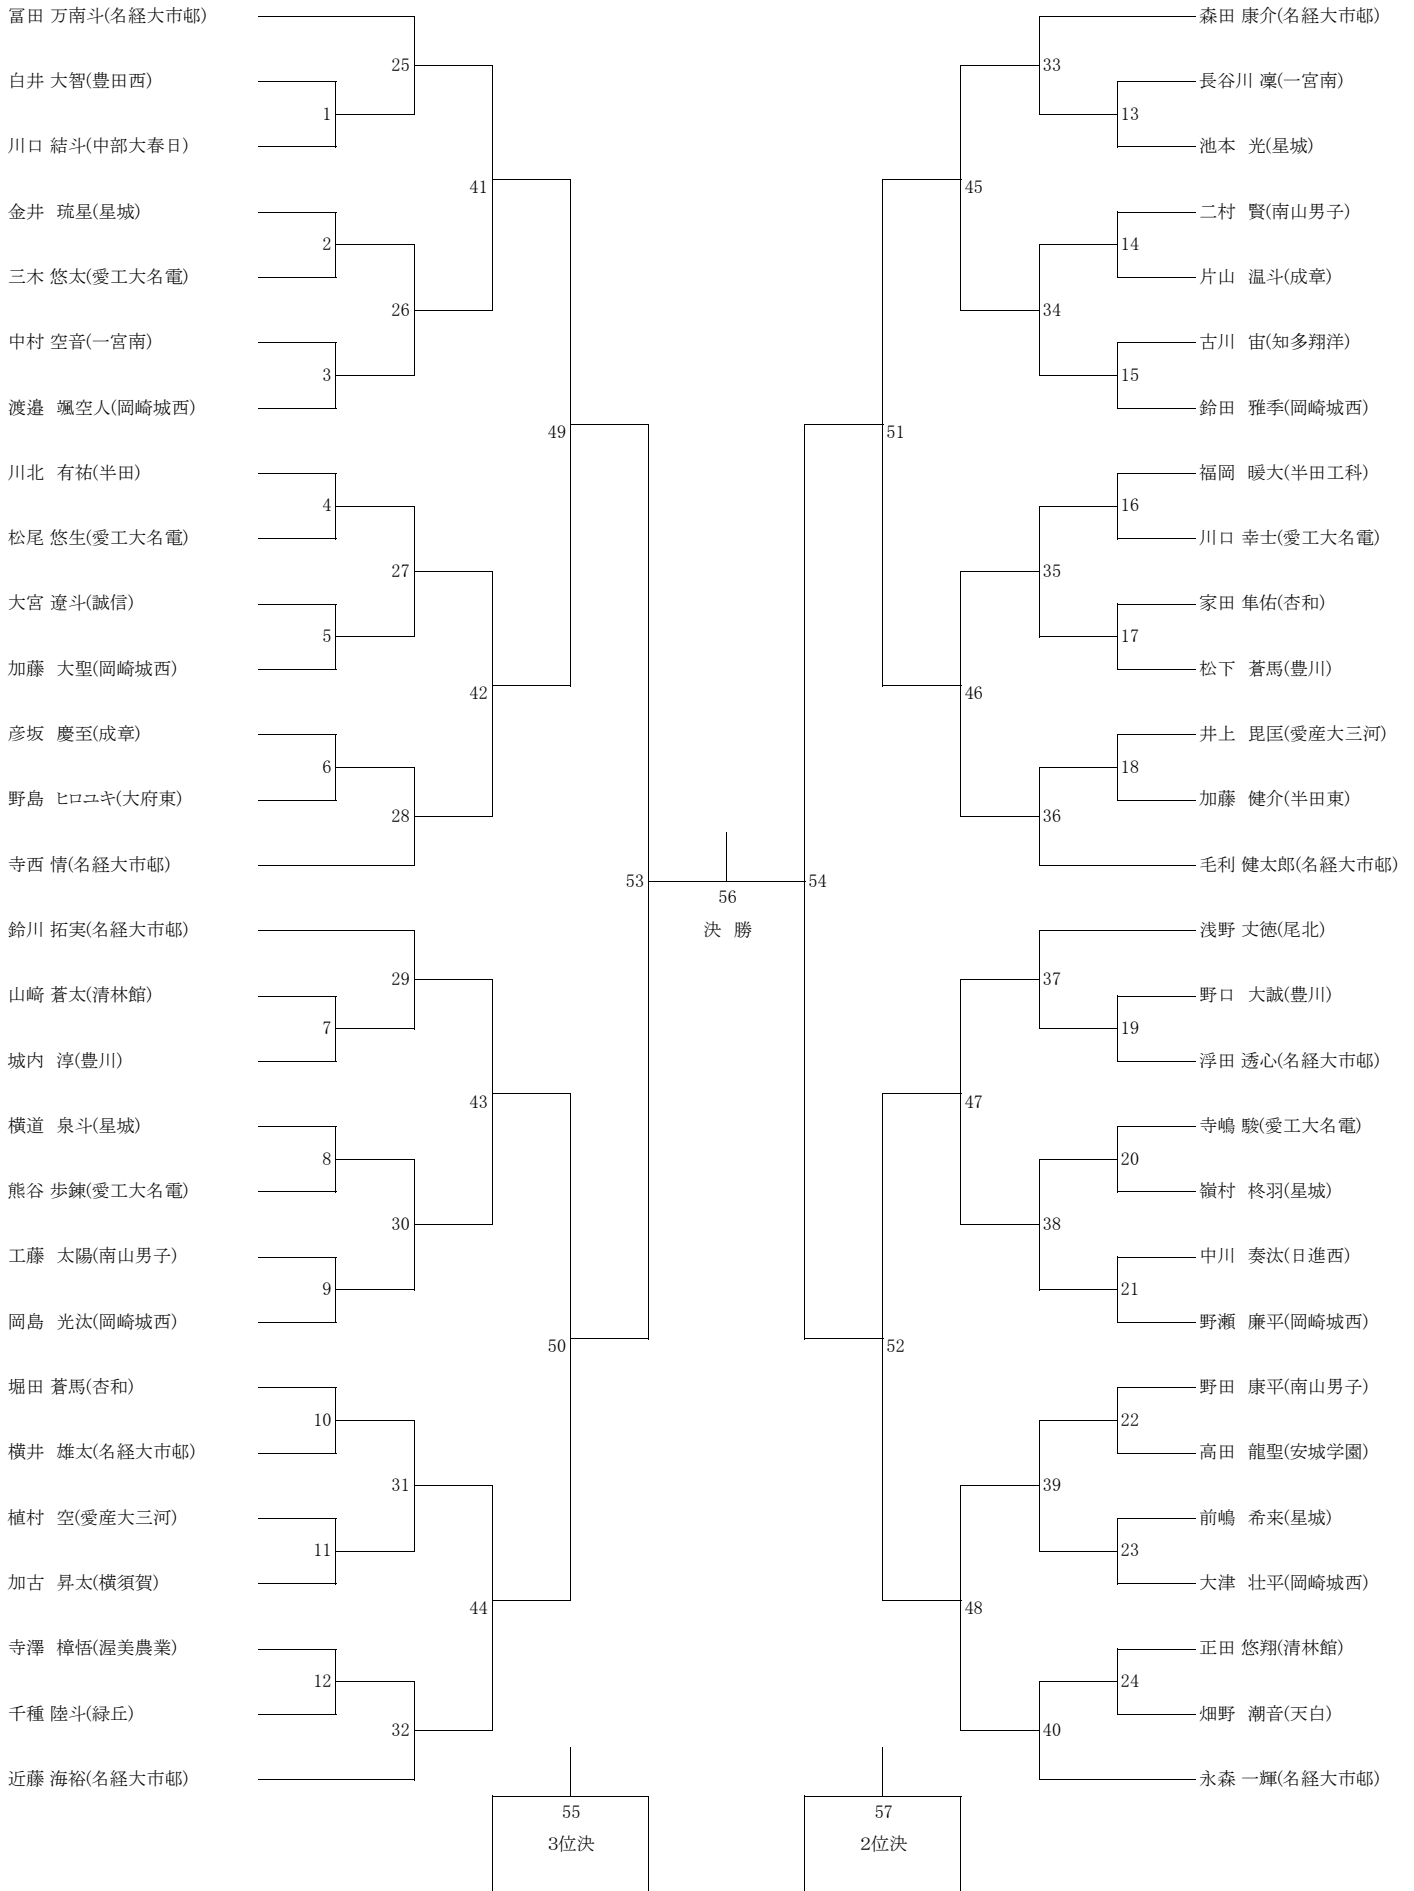 冨田 万南斗(名経大市邨)
25
白井 大智(豊田西)
1
川口 結斗(中部大春日)
41
金井 琉星(星城)
2
三木 悠太(愛工大名電)
26
中村 空音(一宮南)
3
渡邉 颯空人(岡崎城西)
49
川北 有祐(半田)
4
松尾 悠生(愛工大名電)
27
大宮 遼斗(誠信)
5
加藤 大聖(岡崎城西)
42
彦坂 慶至(成章)
6
野島 ヒロユキ(大府東)
28
寺西 情(名経大市邨)
53
鈴川 拓実(名経大市邨)
29
山﨑 蒼太(清林館)
7
城内 淳(豊川)
43
横道 泉斗(星城)
8
熊谷 歩錬(愛工大名電)
30
工藤 太陽(南山男子)
9
岡島 光汰(岡崎城西)
50
堀田 蒼馬(杏和)
10
横井 雄太(名経大市邨)
31
植村 空(愛産大三河)
11
加古 昇太(横須賀)
44
寺澤 樟悟(渥美農業)
12
千種 陸斗(緑丘)
32
近藤 海裕(名経大市邨)
56
決 勝
森田 康介(名経大市邨)
33
長谷川 凜(一宮南)
13
池本 光(星城)
45
二村 賢(南山男子)
14
片山 温斗(成章)
34
古川 宙(知多翔洋)
15
鈴田 雅季(岡崎城西)
51
福岡 暖大(半田工科)
16
川口 幸士(愛工大名電)
35
家田 隼佑(杏和)
17
松下 蒼馬(豊川)
46
井上 毘匡(愛産大三河)
18
加藤 健介(半田東)
36
毛利 健太郎(名経大市邨)
54
浅野 丈徳(尾北)
37
野口 大誠(豊川)
19
浮田 透心(名経大市邨)
47
寺嶋 駿(愛工大名電)
20
嶺村 柊羽(星城)
38
中川 奏汰(日進西)
21
野瀬 廉平(岡崎城西)
52
野田 康平(南山男子)
22
高田 龍聖(安城学園)
39
前嶋 希来(星城)
23
大津 壮平(岡崎城西)
48
正田 悠翔(清林館)
24
畑野 潮音(天白)
40
永森 一輝(名経大市邨)
55
3位決
57
2位決